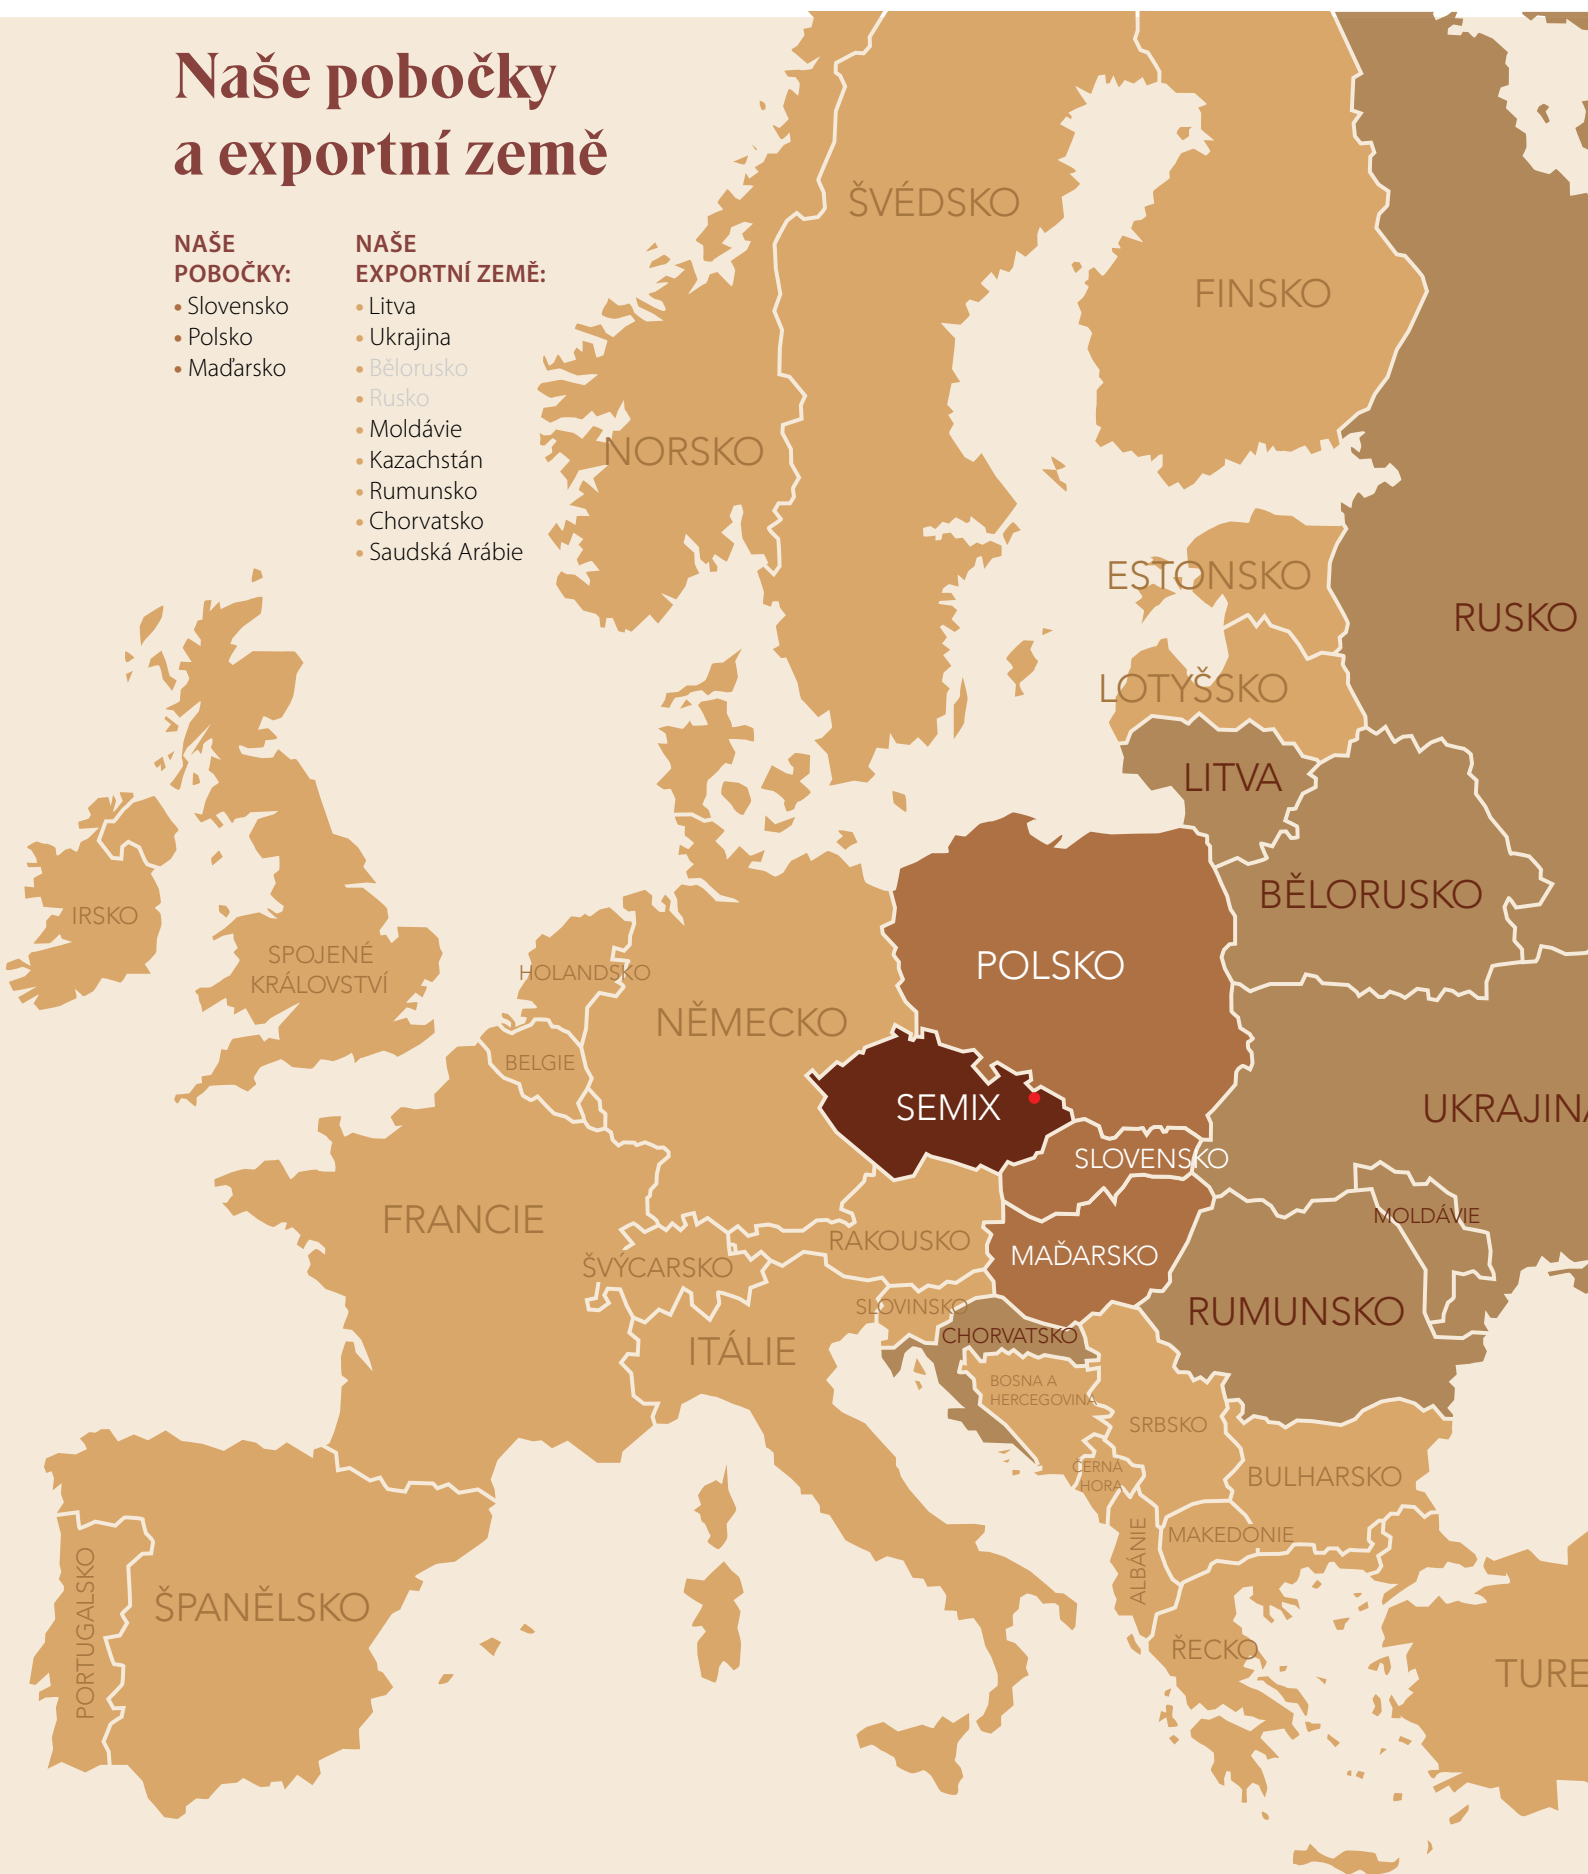 Naše pobočky
a exportní země
NAŠE
POBOČKY:
• Slovensko
• Polsko
• Maďarsko
NAŠE
EXPORTNÍ ZEMĚ:
• Litva
• Ukrajina
• Bělorusko
• Rusko
• Moldávie
• Kazachstán
• Rumunsko
• Chorvatsko
• Saudská Arábie
ŠVÉDSKO
FINSKO
NORSKO
ESTONSKO
RUSKO
LOTYŠSKO
LITVA
BĚLORUSKO
IRSKO
SPOJENÉ
KRÁLOVSTVÍ
HOLANDSKO
POLSKO
NĚMECKO
BELGIE
SEMIX
UKRAJINA
SLOVENSKO
FRANCIE
MOLDÁVIE
RAKOUSKO
MAĎARSKO
ŠVÝCARSKO
SLOVINSKO
RUMUNSKO
CHORVATSKO
ITÁLIE
BOSNA A
HERCEGOVINA
SRBSKO
ČERNÁ
HORA
BULHARSKO
MAKEDONIE
ALBÁNIE
PORTUGALSKO
ŠPANĚLSKO
ŘECKO
TURE